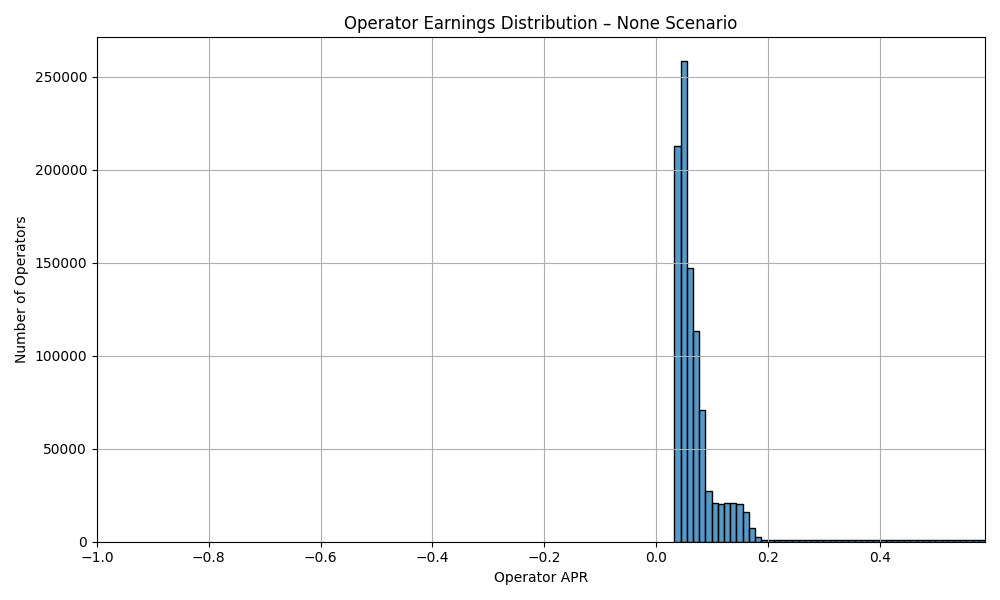 Operator Earnings Distribution – None Scenario
Number of Operators
250000
200000
150000
100000
50000
0
−1.0 −0.8 −0.6 −0.4 −0.2 0.0 0.2 0.4
Operator APR